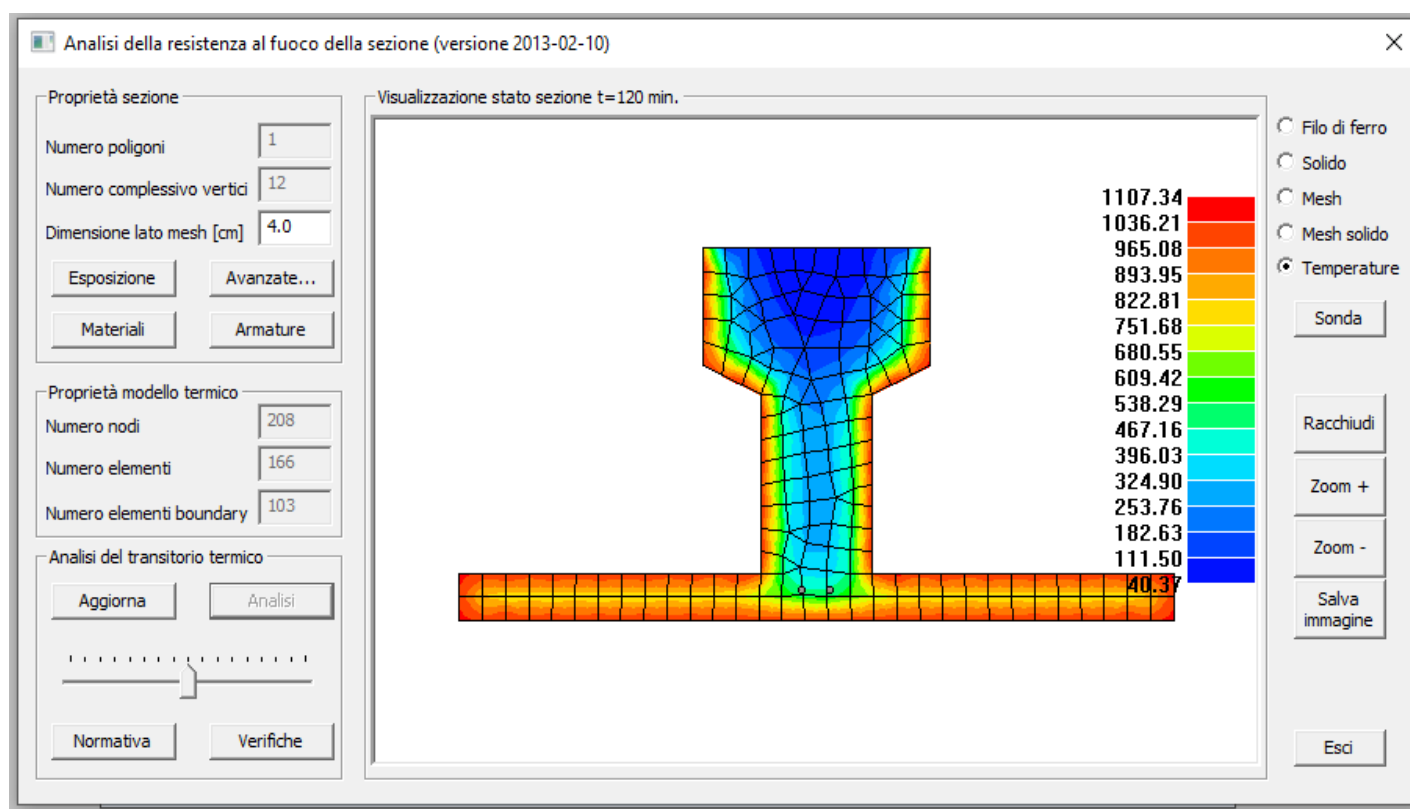 Analisi della resistenza al fuoco della sezione (versione 2013-02-10)
Proprietà sezione
Numero poligoni 1
Numero complessivo vertici 12
Dimensione lato mesh [cm] 4.0
Esposizione Avanzate...
Materiali Armature
Proprietà modello termico
Numero nodi 208
Numero elementi 166
Numero elementi boundary 103
Analisi del transitorio termico
Aggiorna Analisi
Normativa Verifiche
Visualizzazione stato sezione t=120 min.
1107.34
1036.21
965.08
893.95
822.81
751.68
680.55
609.42
538.29
467.16
396.03
324.90
253.76
182.63
111.50
40.37
Filo di ferro
Solido
Mesh
Mesh solido
Temperature
Sonda
Racchiudi
Zoom +
Zoom -
Salva
immagine
Esci